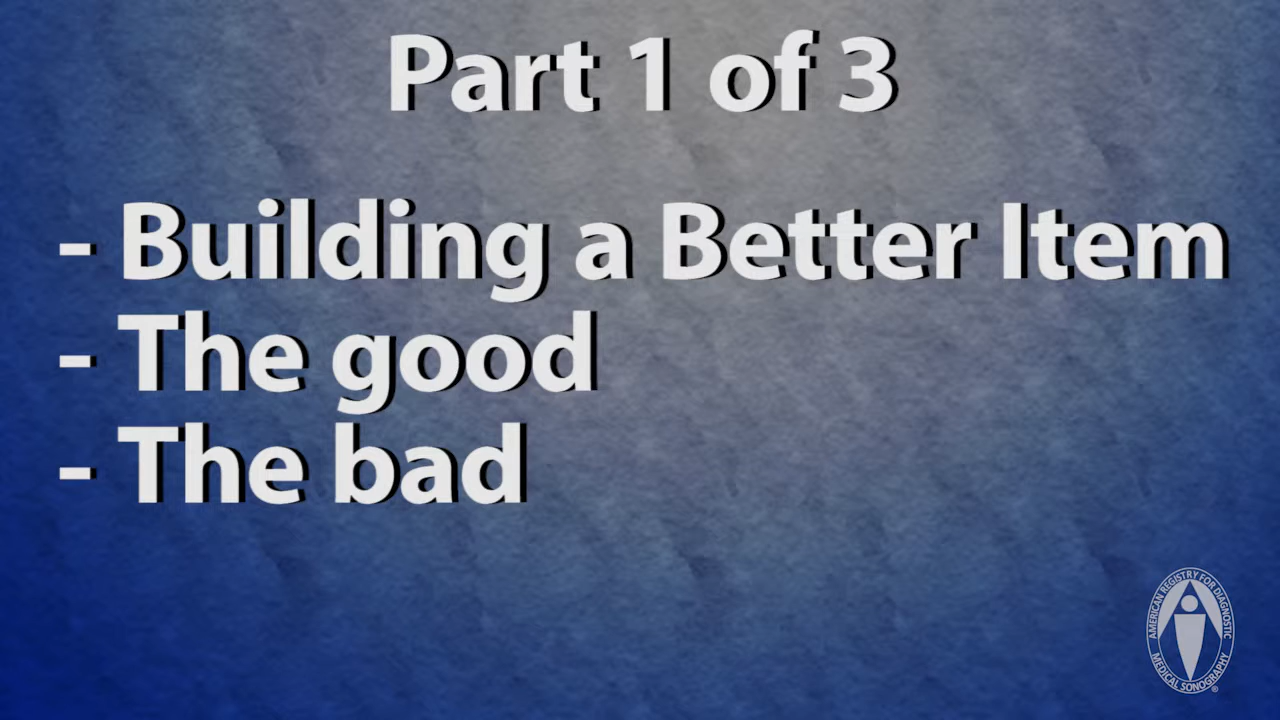 Part 1 of 3
- Building a Better Item
- The good
- The bad
AMERICAN REGISTRY FOR DIAGNOSTIC
MEDICAL SONOGRAPHY
®